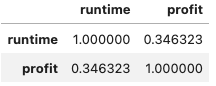 runtime profit
runtime 1.000000 0.346323
profit 0.346323 1.000000